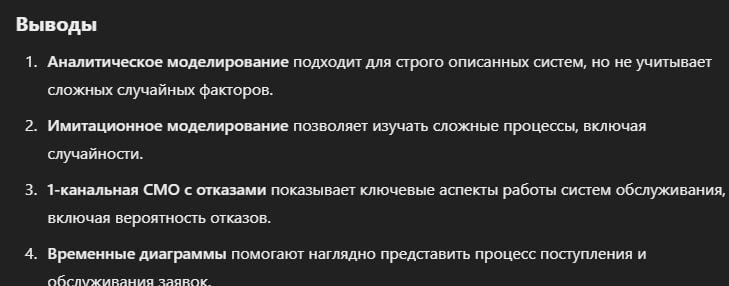 Выводы
1. Аналитическое моделирование подходит для строго описанных систем, но не учитывает
сложных случайных факторов.
2. Имитационное моделирование позволяет изучать сложные процессы, включая
случайности.
3. 1-канальная СМО с отказами показывает ключевые аспекты работы систем обслуживания,
включая вероятность отказов.
4. Временные диаграммы помогают наглядно представить процесс поступления и
обслуживания заявок.